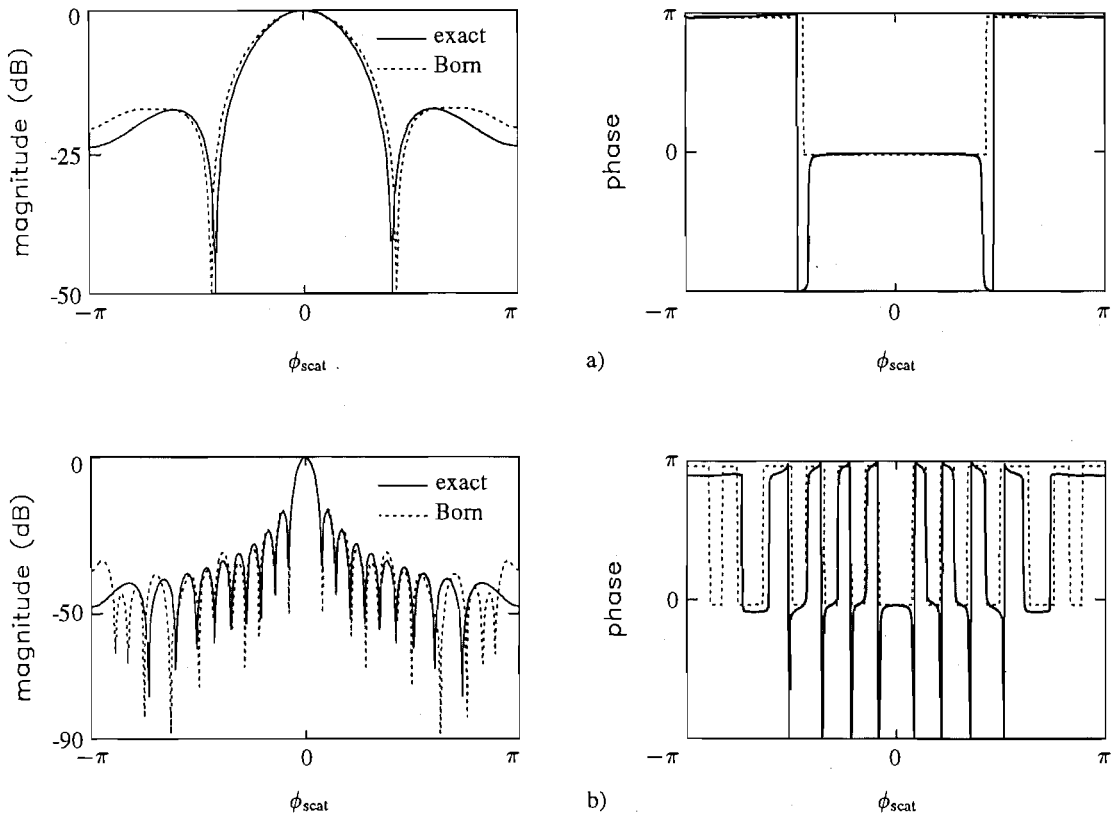 0
exact
Born
magnitude (dB)
-25
-50
−π
0
π
ϕscat
π
phase
0
−π
0
π
ϕscat
a)
0
exact
Born
magnitude (dB)
-50
-90
−π
0
π
ϕscat
π
phase
0
−π
0
π
ϕscat
b)